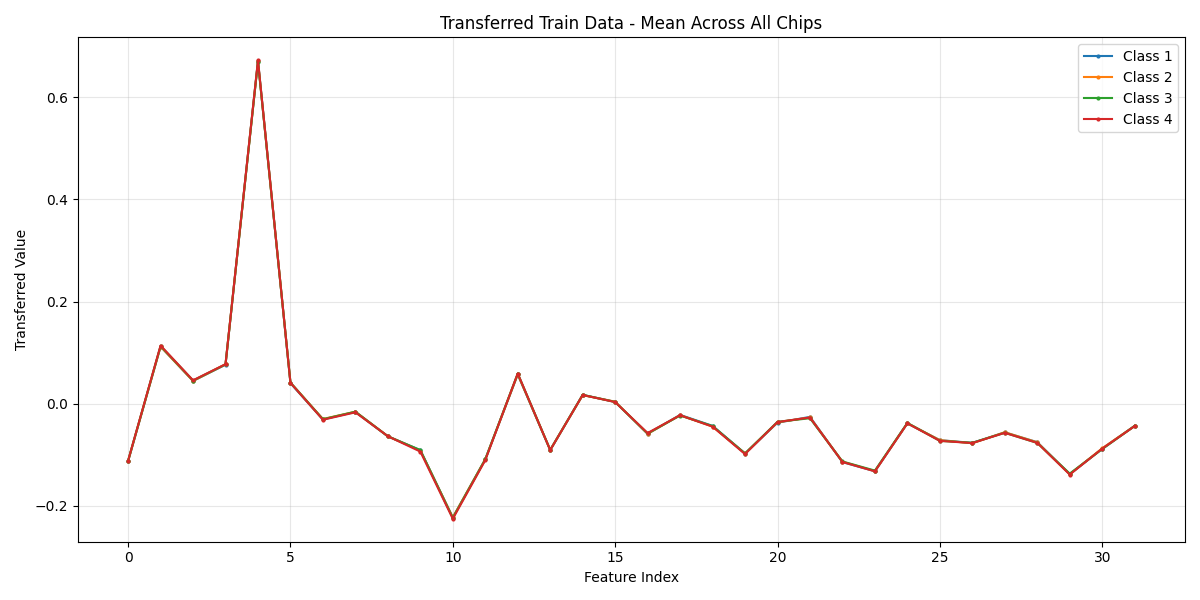 Transferred Train Data - Mean Across All Chips
Class 1
Class 2
Class 3
Class 4
Transferred Value
0.6
0.4
0.2
0.0
−0.2
0
5
10
15
20
25
30
Feature Index